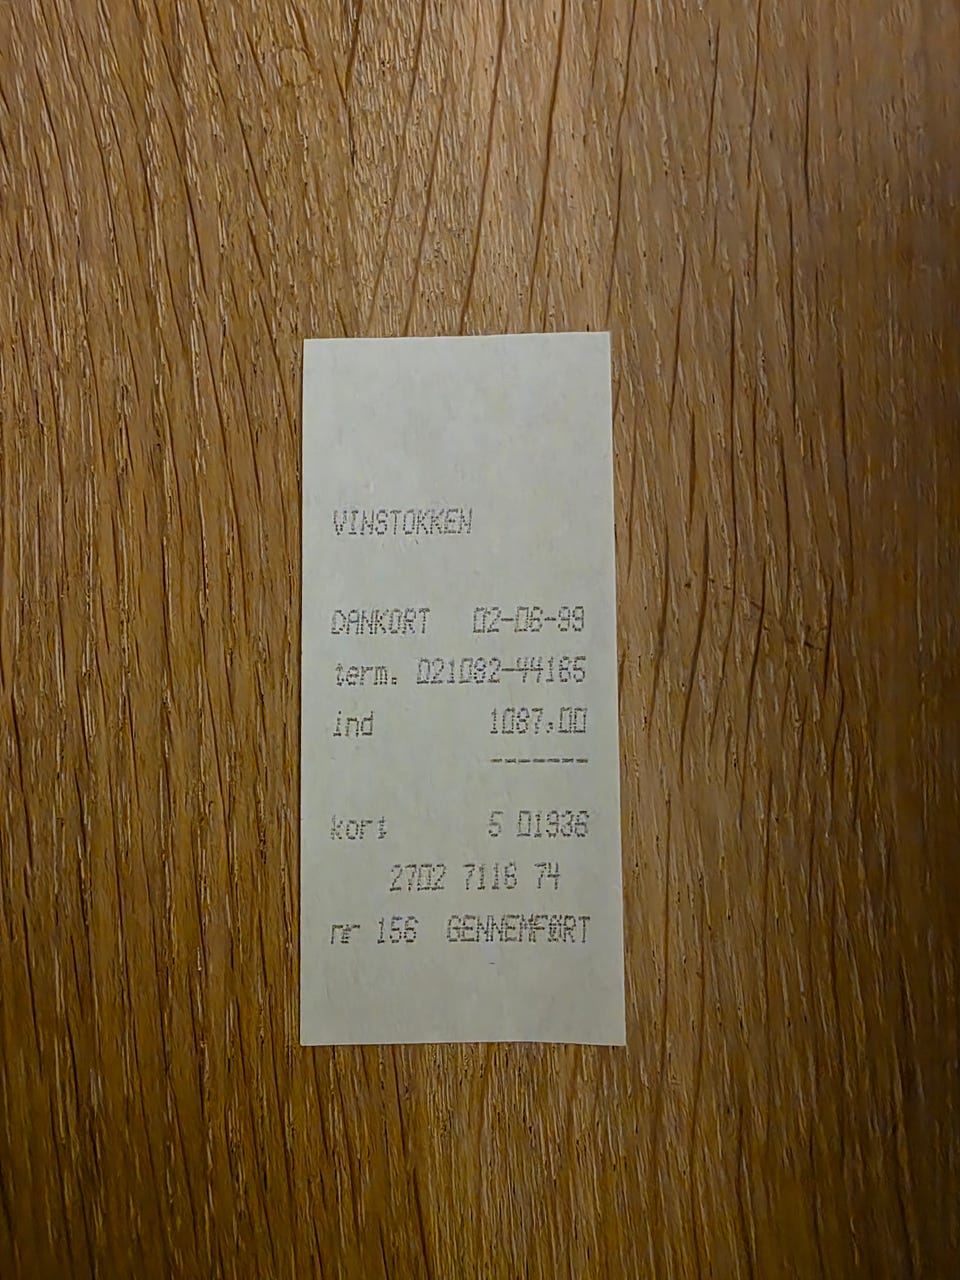 VINSTOKKEN
DANKORT 02-06-99
term. 021082-44165
ind 1087,00
-------
kort 5 01936
2702 7118 74
nr 156 GENNEMFØRT